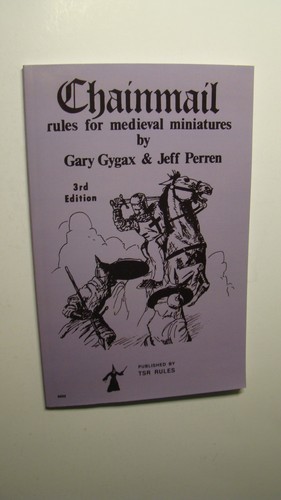 Chainmail
rules for medieval miniatures
by
Gary Gygax & Jeff Perren
3rd
Edition
PUBLISHED BY
TSR RULES